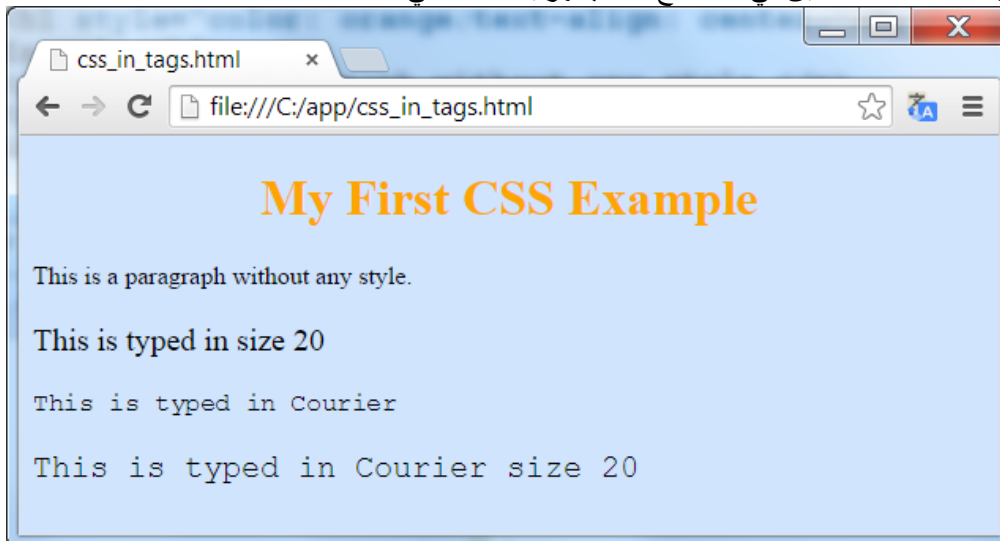 css_in_tags.html
file:///C:/app/css_in_tags.html
My First CSS Example
This is a paragraph without any style.
This is typed in size 20
This is typed in Courier
This is typed in Courier size 20